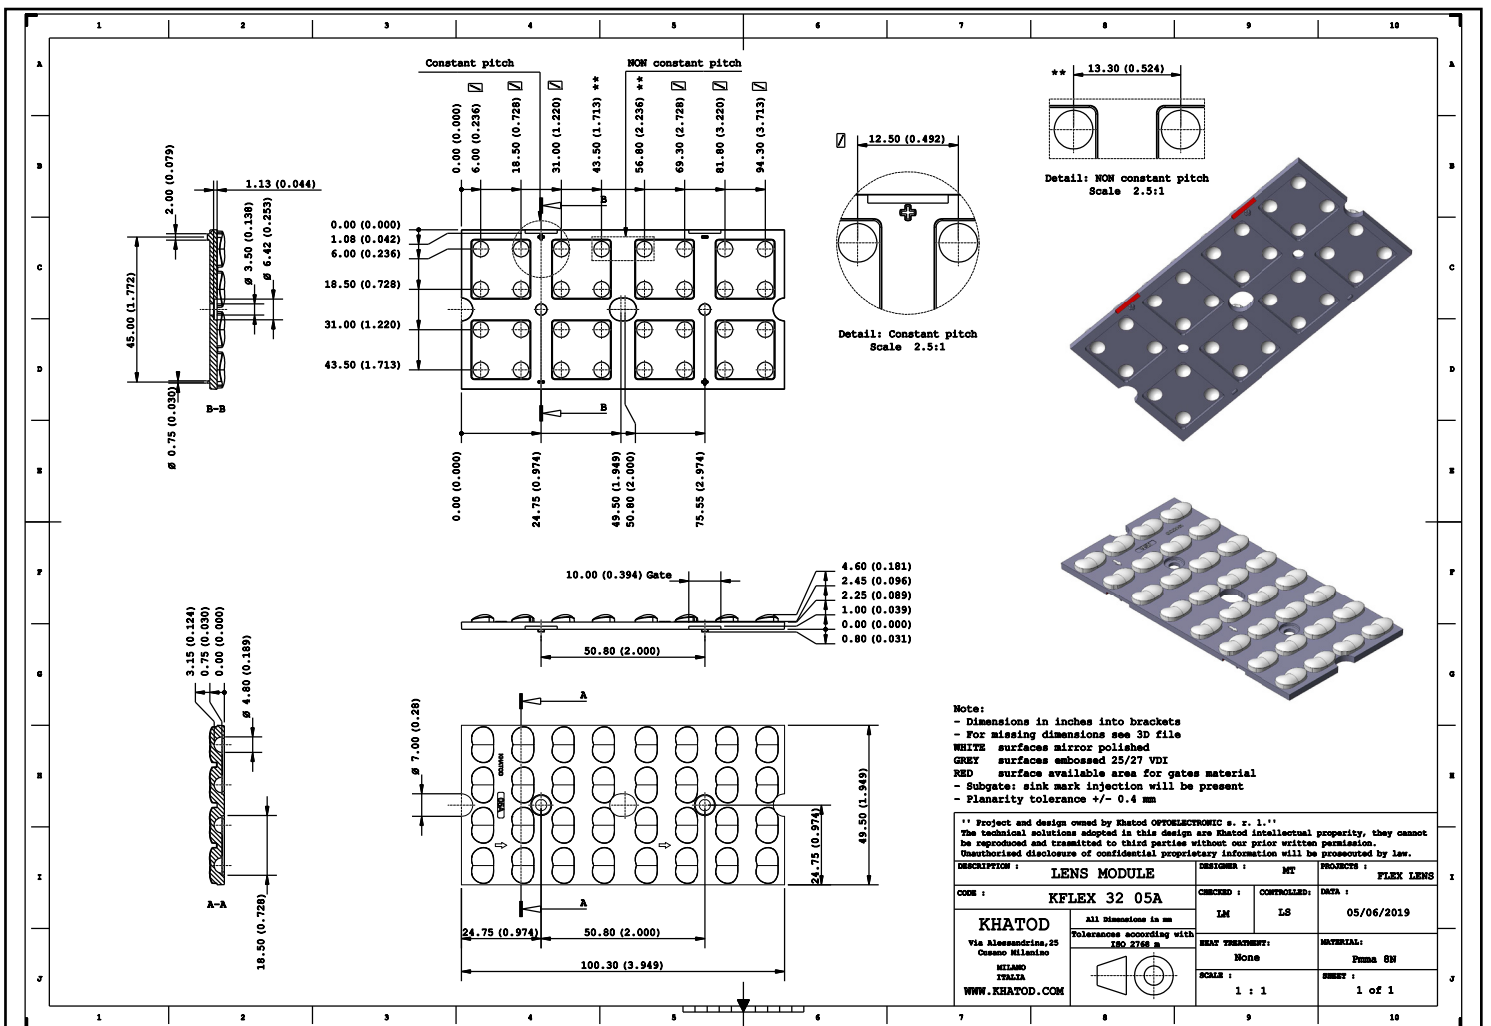 1 2 3 4 5 6 7 8 9 10
A A
B B
C C
D D
E E
F F
G G
H H
I I
J J
Constant pitch
NON constant pitch
0.00 (0.000)
6.00 (0.236)
18.50 (0.728)
31.00 (1.220)
43.50 (1.713) **
56.80 (2.236) **
69.30 (2.728)
81.80 (3.220)
94.30 (3.713)
B
0.00 (0.000)
1.08 (0.042)
6.00 (0.236)
18.50 (0.728)
31.00 (1.220)
43.50 (1.713)
B
0.00 (0.000)
24.75 (0.974)
49.50 (1.949)
50.80 (2.000)
75.55 (2.974)
2.00 (0.079)
1.13 (0.044)
Ø 3.50 (0.138)
Ø 6.42 (0.253)
45.00 (1.772)
Ø 0.75 (0.030)
B-B
12.50 (0.492)
Detail: Constant pitch
Scale 2.5:1
** 13.30 (0.524)
Detail: NON constant pitch
Scale 2.5:1
10.00 (0.394) Gate
4.60 (0.181)
2.45 (0.096)
2.25 (0.089)
1.00 (0.039)
0.00 (0.000)
0.80 (0.031)
50.80 (2.000)
3.15 (0.124)
0.75 (0.030)
0.00 (0.000)
Ø 4.80 (0.189)
18.50 (0.728)
A-A
Ø 7.00 (0.28)
A
KHATOD
05A
A
24.75 (0.974)
49.50 (1.949)
24.75 (0.974)
50.80 (2.000)
100.30 (3.949)
Note:
- Dimensions in inches into brackets
- For missing dimensions see 3D file
WHITE surfaces mirror polished
GREY surfaces embossed 25/27 VDI
RED surface available area for gates material
- Subgate: sink mark injection will be present
- Planarity tolerance +/- 0.4 mm
'' Project and design owned by Khatod OPTOELECTRONIC s. r. l.''
The technical solutions adopted in this design are Khatod intellectual properity, they cannot
be reproduced and transmitted to third parties without our prior written permission.
Unauthorised disclosure of confidential proprietary information will be prosecuted by law.
DESCRIPTION :
LENS MODULE
DESIGNER :
MT
PROJECTS :
FLEX LENS
CODE :
KFLEX 32 05A
CHECKED :
LM
CONTROLLED:
LS
DATA :
05/06/2019
KHATOD
Via Alessandrina,25
Cusano Milanino
MILANO
ITALIA
WWW.KHATOD.COM
All Dimensions in mm
Tolerances according with
ISO 2768 m
HEAT TREATMENT:
None
MATERIAL:
Pmma 8N
SCALE :
1 : 1
SHEET :
1 of 1
1 2 3 4 5 6 7 8 9 10